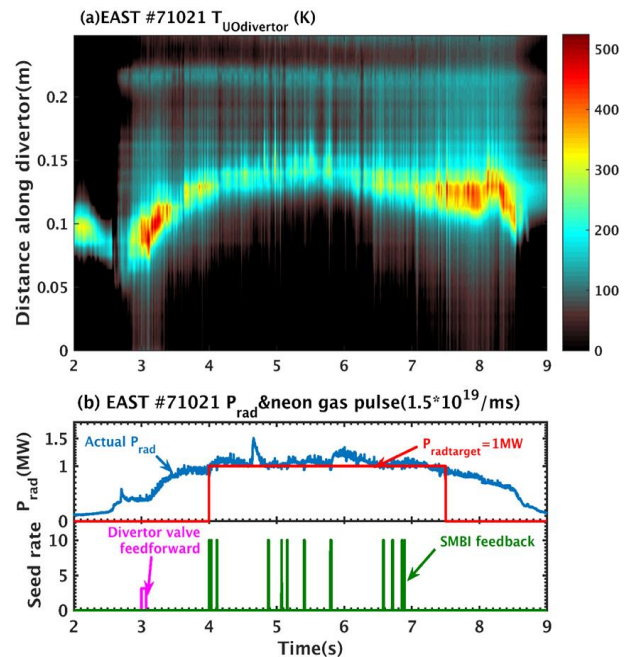 (a)EAST #71021 T_UOdivertor (K)
Distance along divertor(m)
0.2
0.15
0.1
0.05
0
2 3 4 5 6 7 8 9
500
400
300
200
100
0
(b) EAST #71021 P_rad&neon gas pulse(1.5*10^19/ms)
P_rad(MW)
1.5
1
0
Actual P_rad
P_radtarget=1MW
Seed rate
10
5
0
Divertor valve
feedforward
SMBI feedback
2 3 4 5 6 7 8 9
Time(s)